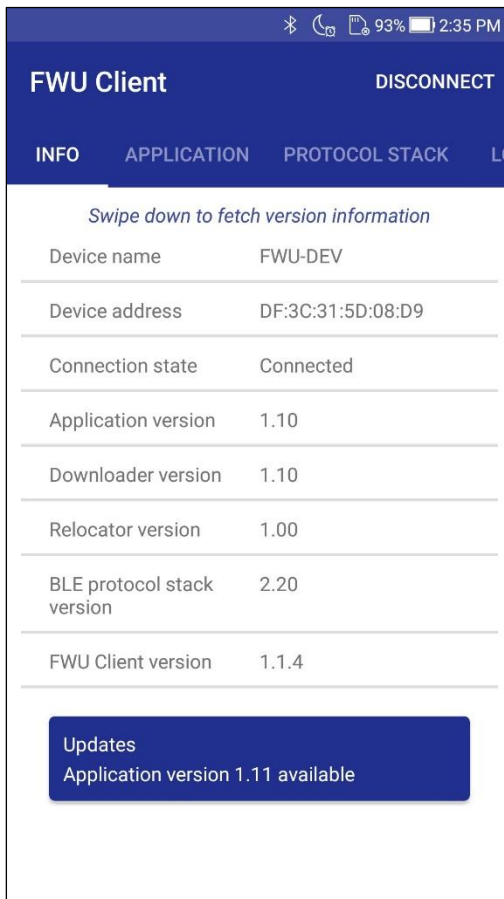 93% 2:35 PM
FWU Client DISCONNECT
INFO APPLICATION PROTOCOL STACK
Swipe down to fetch version information
Device name FWU-DEV
Device address DF:3C:31:5D:08:D9
Connection state Connected
Application version 1.10
Downloader version 1.10
Relocator version 1.00
BLE protocol stack 2.20
version
FWU Client version 1.1.4
Updates
Application version 1.11 available